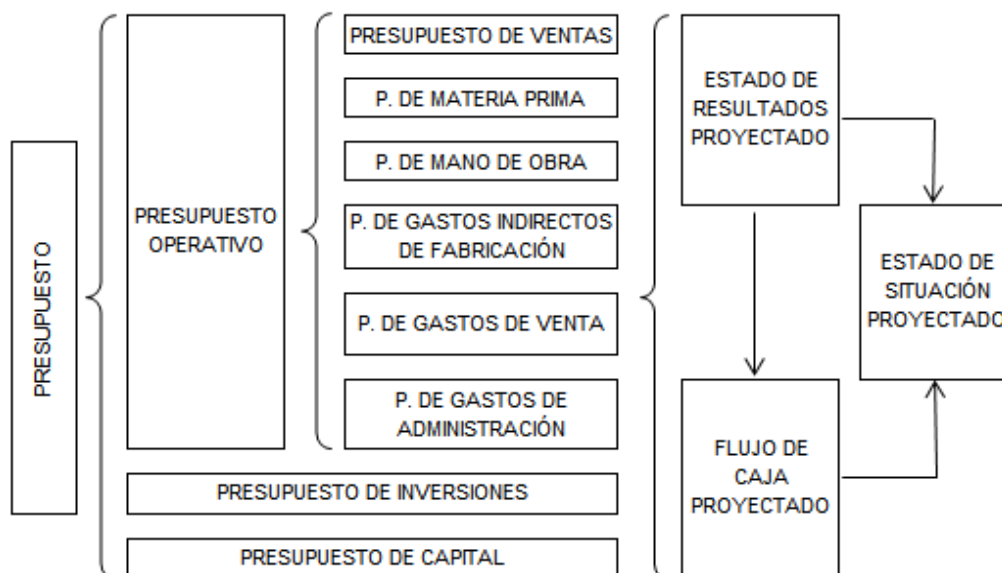 PRESUPUESTO
PRESUPUESTO
OPERATIVO
PRESUPUESTO DE VENTAS
P. DE MATERIA PRIMA
P. DE MANO DE OBRA
P. DE GASTOS INDIRECTOS
DE FABRICACIÓN
P. DE GASTOS DE VENTA
P. DE GASTOS DE
ADMINISTRACIÓN
PRESUPUESTO DE INVERSIONES
PRESUPUESTO DE CAPITAL
ESTADO DE
RESULTADOS
PROYECTADO
FLUJO DE
CAJA
PROYECTADO
ESTADO DE
SITUACIÓN
PROYECTADO